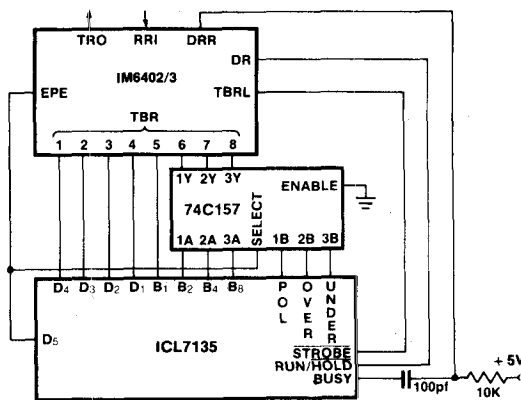 TRO RRI DRR
IM6402/3
DR
EPE
TBRL
TBR
1 2 3 4 5 6 7 8
1Y 2Y 3Y
ENABLE
74C157
SELECT
1A 2A 3A
1B 2B 3B
D4 D3 D2 D1 B1 B2 B4 B8
POL
OVER
UNDER
D5
STROBE
ICL7135
RUN/HOLD
BUSY
100pf
+5V
10K